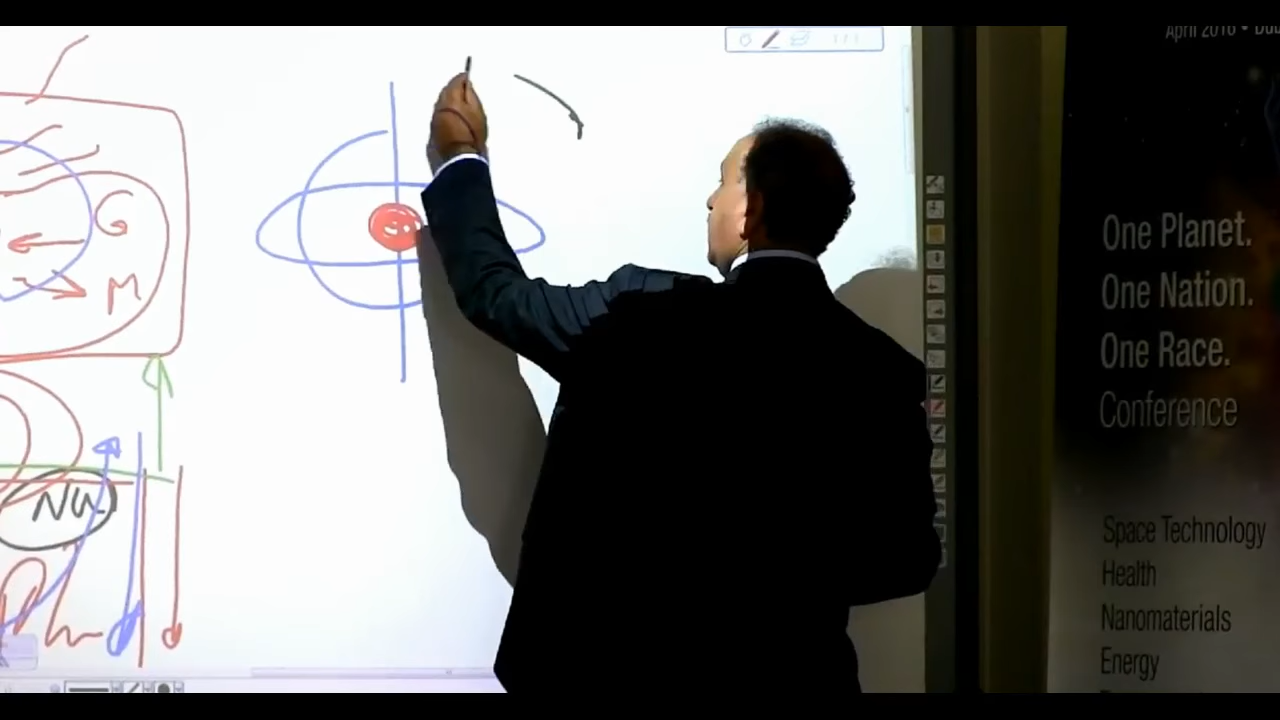 G
M
NW
April 2016 •
One Planet.
One Nation.
One Race.
Conference
Space Technology
Health
Nanomaterials
Energy